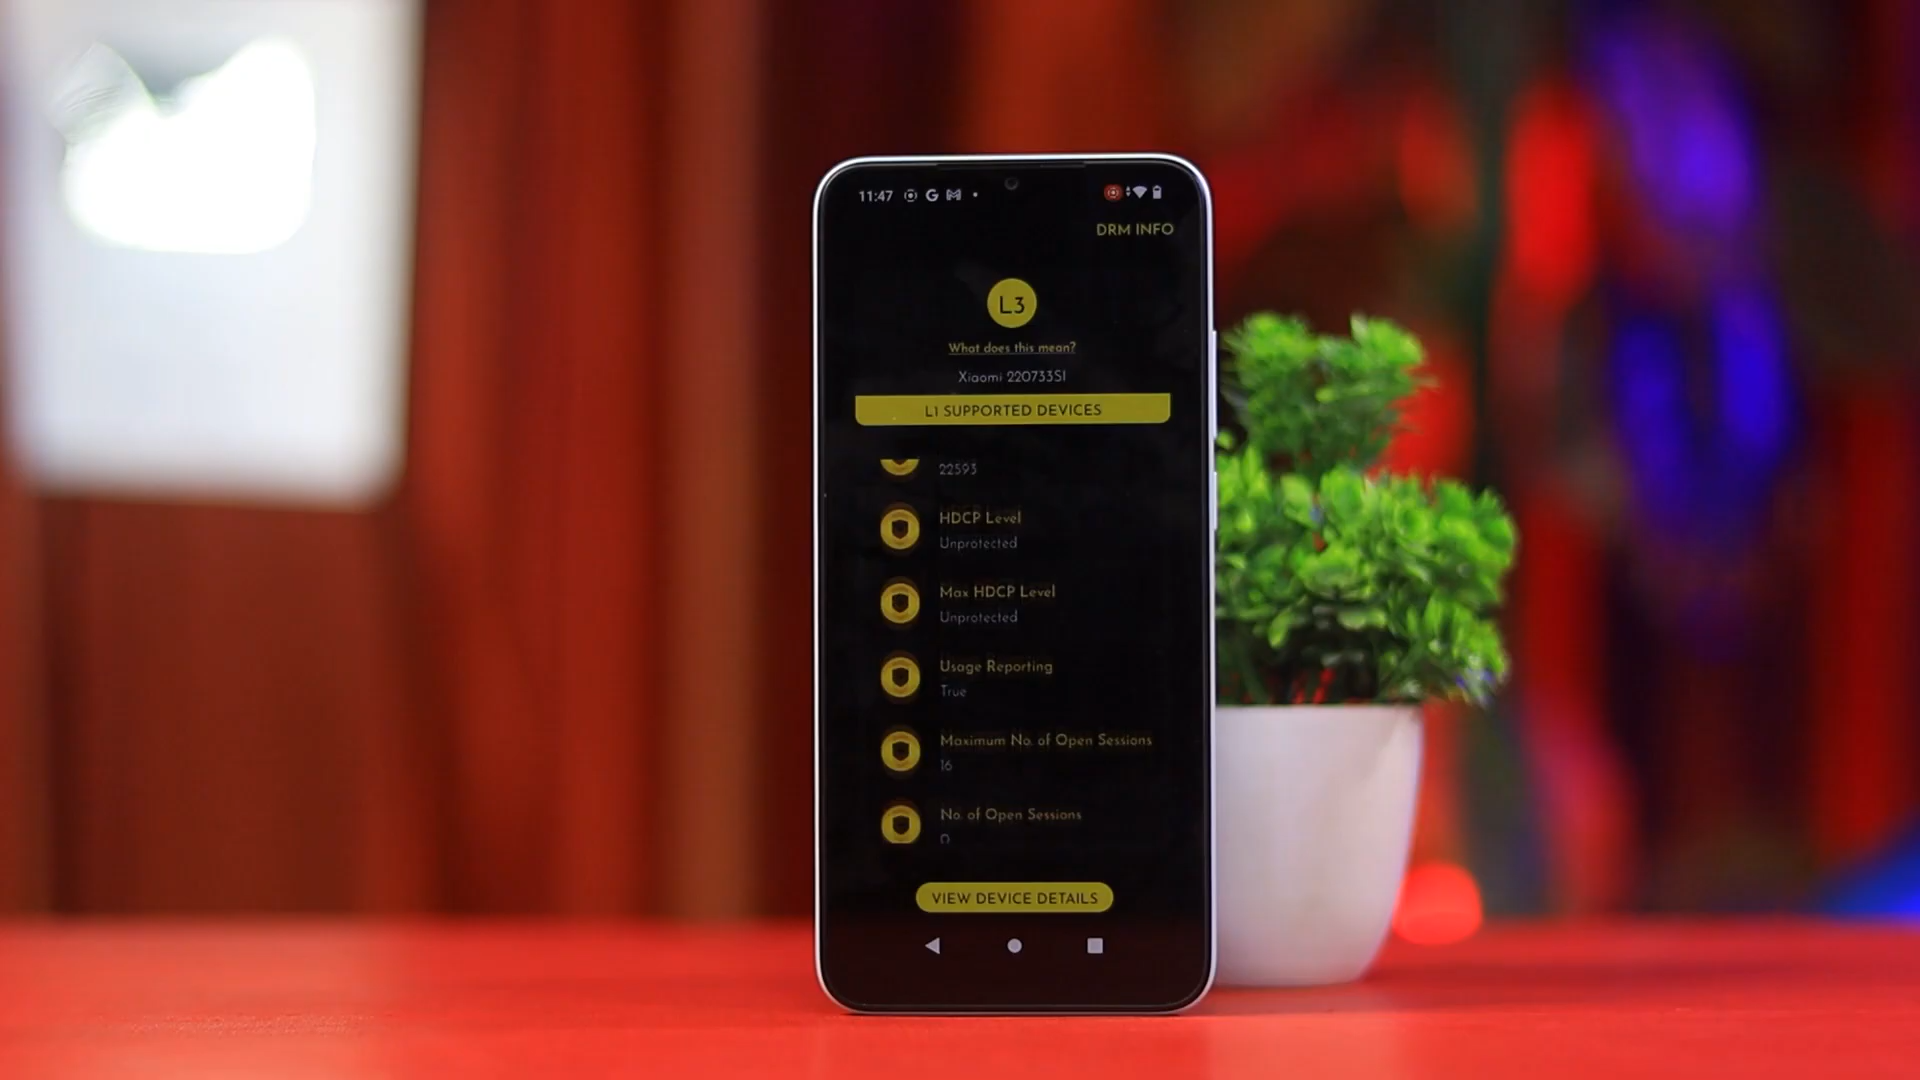 11:47
DRM INFO
L3
What does this mean?
Xiaomi 220733SI
L1 SUPPORTED DEVICES
22593
HDCP Level
Unprotected
Max HDCP Level
Unprotected
Usage Reporting
True
Maximum No. of Open Sessions
16
No. of Open Sessions
0
VIEW DEVICE DETAILS